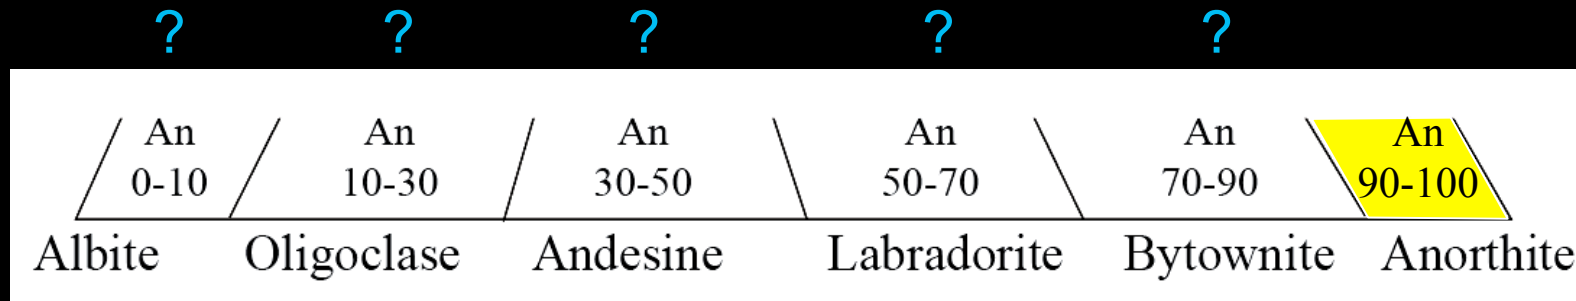 ? ? ? ? ?
An An An An An An
0-10 10-30 30-50 50-70 70-90 90-100
Albite Oligoclase Andesine Labradorite Bytownite Anorthite